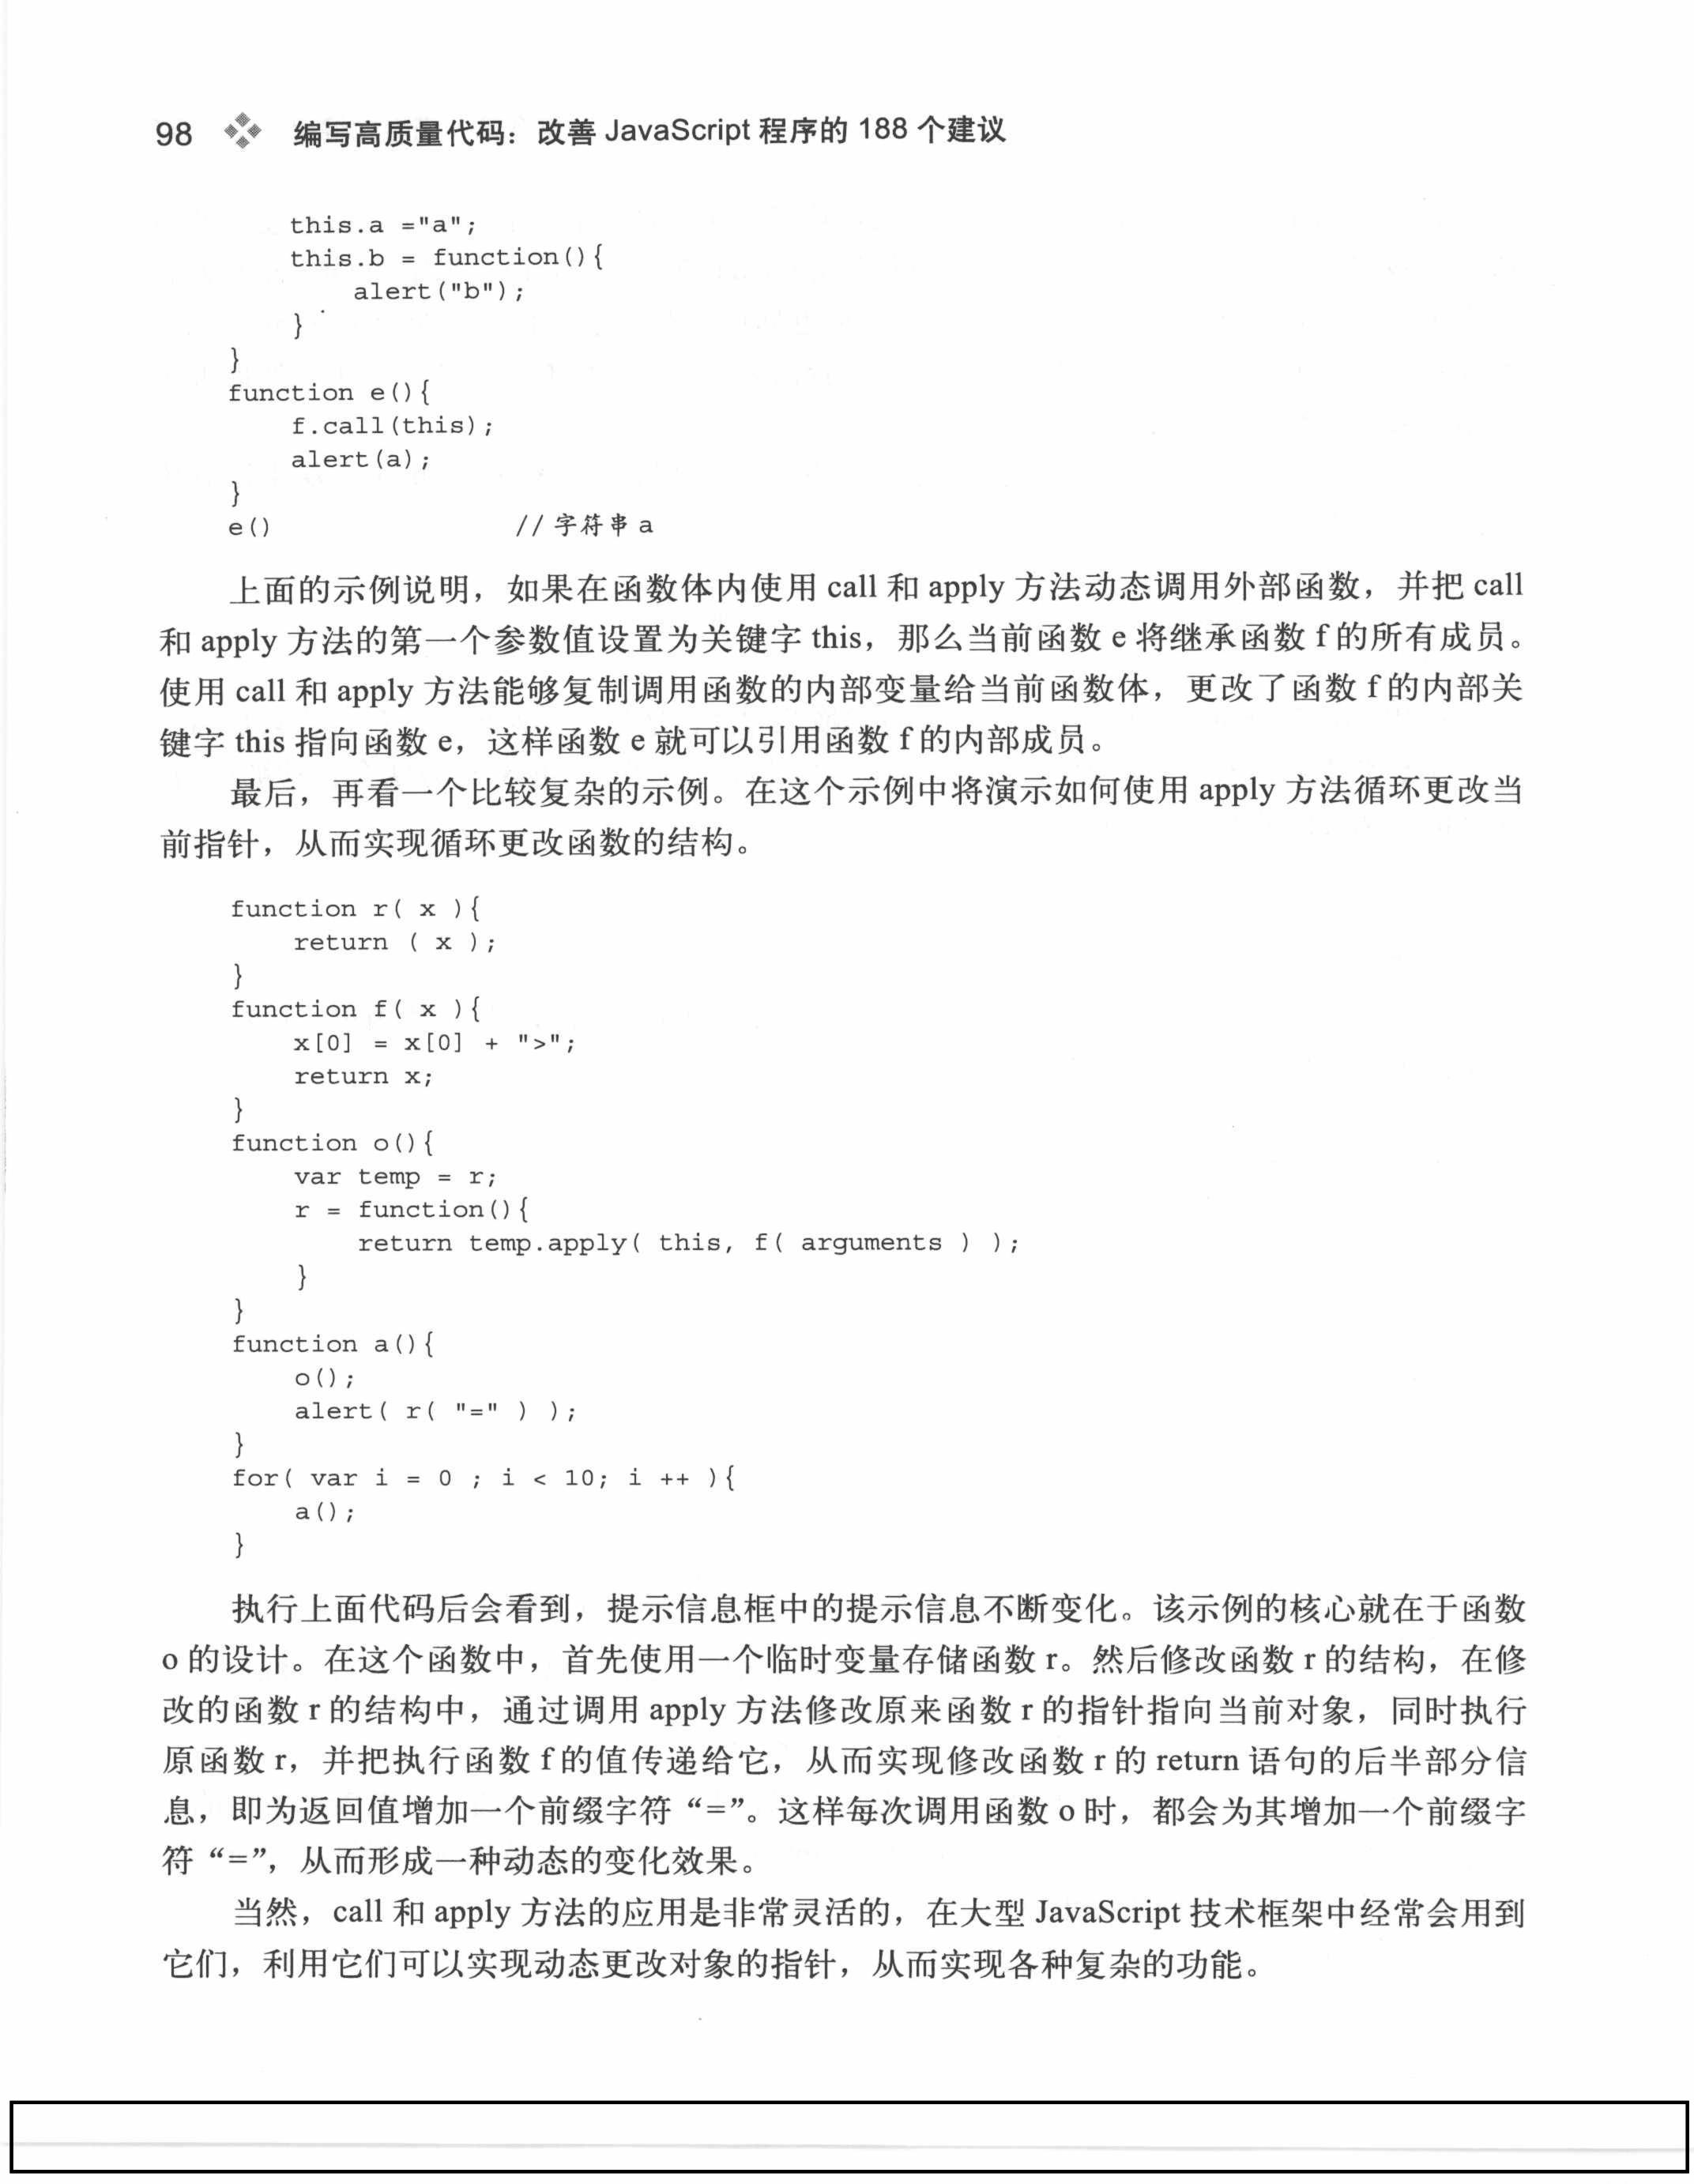 98 编写高质量代码：改善 JavaScript 程序的 188 个建议
this.a ="a";
this.b = function(){
alert("b");
}
}
function e(){
f.call(this);
alert(a);
}
e() //字符串 a
上面的示例说明，如果在函数体内使用 call 和 apply 方法动态调用外部函数，并把 call
和 apply 方法的第一个参数值设置为关键字 this，那么当前函数 e 将继承函数 f 的所有成员。
使用 call 和 apply 方法能够复制调用函数的内部变量给当前函数体，更改了函数 f 的内部关
键字 this 指向函数 e，这样函数 e 就可以引用函数 f 的内部成员。
最后，再看一个比较复杂的示例。在这个示例中将演示如何使用 apply 方法循环更改当
前指针，从而实现循环更改函数的结构。
function r( x ){
return ( x );
}
function f( x ){
x[0] = x[0] + ">";
return x;
}
function o(){
var temp = r;
r = function(){
return temp.apply( this, f( arguments ) );
}
}
function a(){
o();
alert( r( "=" ) );
}
for( var i = 0 ; i < 10; i ++ ){
a();
}
执行上面代码后会看到，提示信息框中的提示信息不断变化。该示例的核心就在于函数
o 的设计。在这个函数中，首先使用一个临时变量存储函数 r。然后修改函数 r 的结构，在修
改的函数 r 的结构中，通过调用 apply 方法修改原来函数 r 的指针指向当前对象，同时执行
原函数 r，并把执行函数 f 的值传递给它，从而实现修改函数 r 的 return 语句的后半部分信
息，即为返回值增加一个前缀字符“=”。这样每次调用函数 o 时，都会为其增加一个前缀字
符“=”，从而形成一种动态的变化效果。
当然，call 和 apply 方法的应用是非常灵活的，在大型 JavaScript 技术框架中经常会用到
它们，利用它们可以实现动态更改对象的指针，从而实现各种复杂的功能。